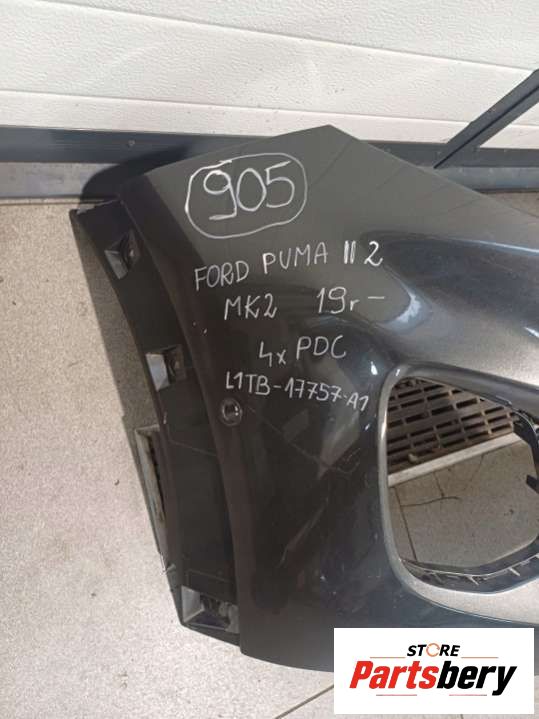 905
FORD PUMA II 2
MK2 19r-
4x PDC
L1TB-17757-A1
STORE
Partsbery